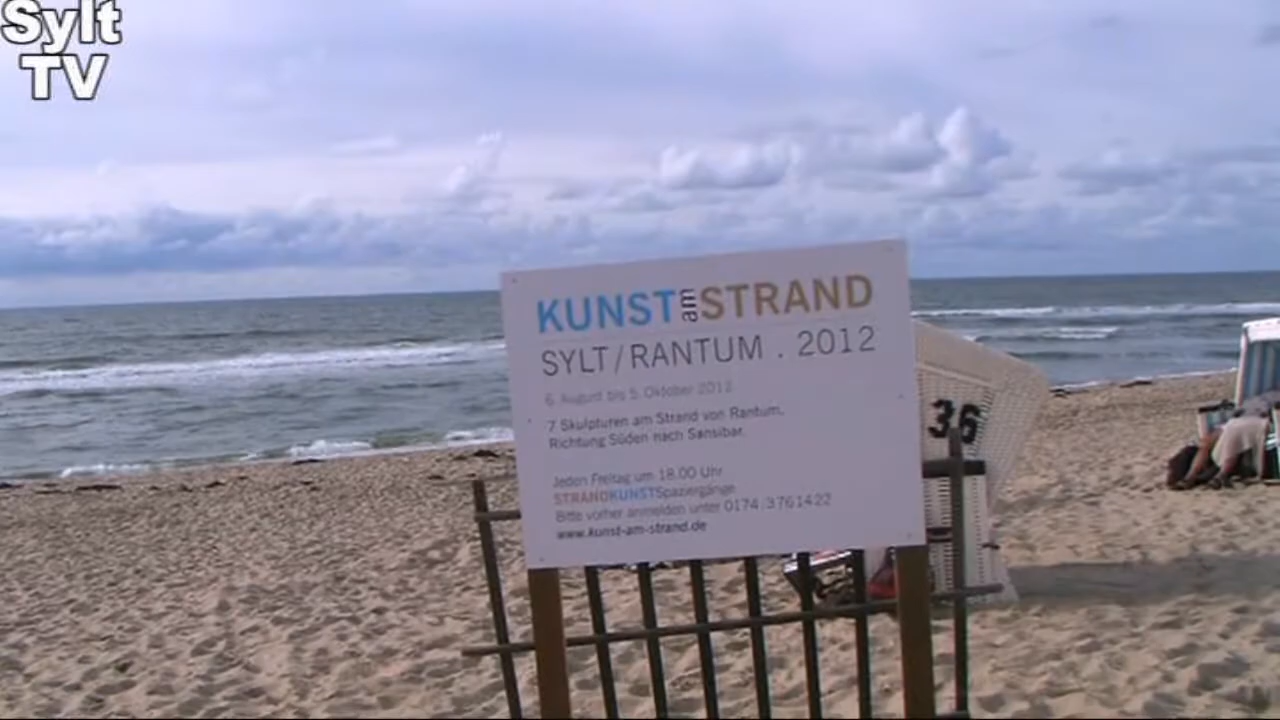 Sylt
TV
KUNST am STRAND
SYLT/RANTUM . 2012
6. August bis 5. Oktober 2012
7 Skulpturen am Strand von Rantum,
Richtung Süden nach Sansibar.
Jeden Freitag um 18.00 Uhr
STRANDKUNSTSpaziergänge
Bitte vorher anmelden unter 0174.3761422
www.kunst-am-strand.de
36